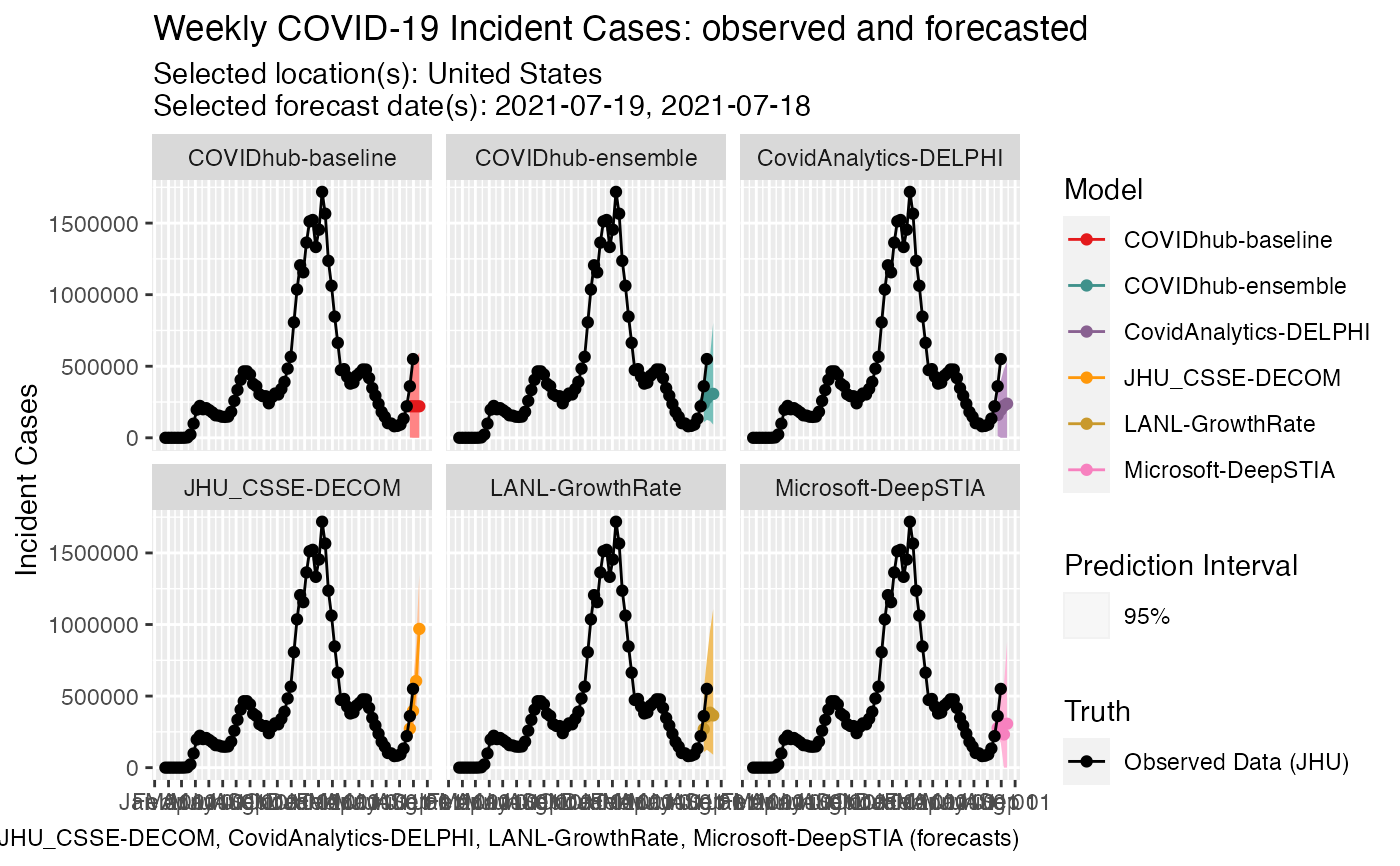 Weekly COVID-19 Incident Cases: observed and forecasted
Selected location(s): United States
Selected forecast date(s): 2021-07-19, 2021-07-18
COVIDhub-baseline
COVIDhub-ensemble
CovidAnalytics-DELPHI
1500000
1000000
500000
0
Incident Cases
JHU_CSSE-DECOM
LANL-GrowthRate
Microsoft-DeepSTIA
1500000
1000000
500000
0
JHU_CSSE-DECOM, CovidAnalytics-DELPHI, LANL-GrowthRate, Microsoft-DeepSTIA (forecasts)
Model
COVIDhub-baseline
COVIDhub-ensemble
CovidAnalytics-DELPHI
JHU_CSSE-DECOM
LANL-GrowthRate
Microsoft-DeepSTIA
Prediction Interval
95%
Truth
Observed Data (JHU)